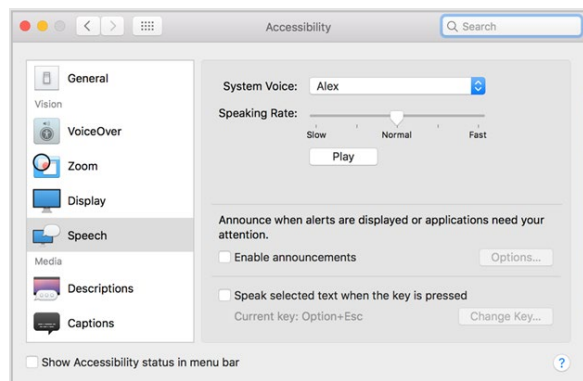 Accessibility
Search
General
Vision
VoiceOver
Zoom
Display
Speech
Media
Descriptions
Captions
System Voice: Alex
Speaking Rate:
Slow Normal Fast
Play
Announce when alerts are displayed or applications need your
attention.
Enable announcements Options...
Speak selected text when the key is pressed
Current key: Option+Esc Change Key...
Show Accessibility status in menu bar ?